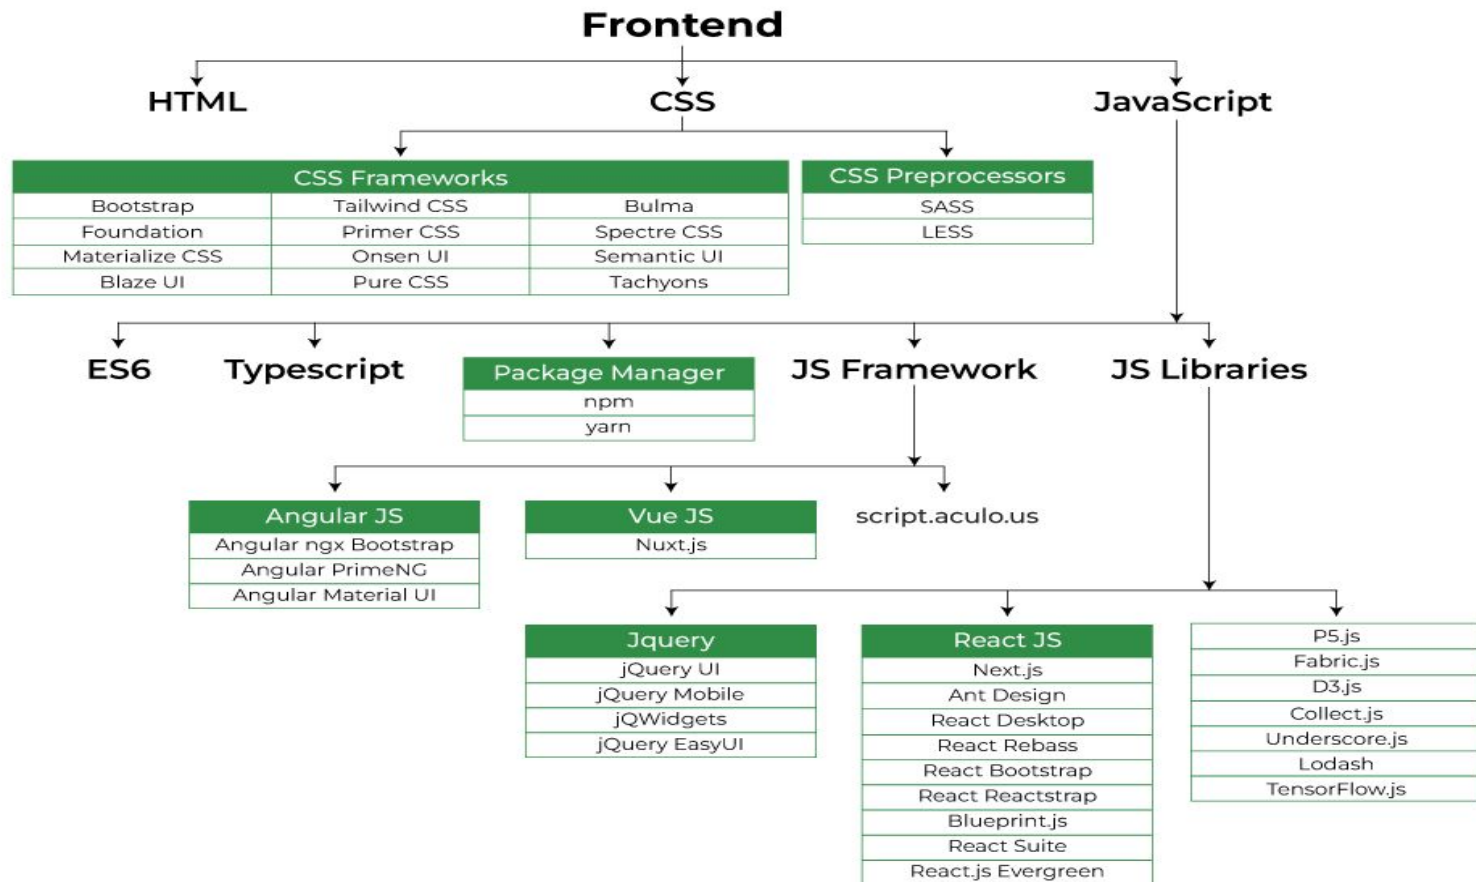 Frontend
HTML CSS JavaScript
CSS Frameworks
Bootstrap Tailwind CSS Bulma
Foundation Primer CSS Spectre CSS
Materialize CSS Onsen UI Semantic UI
Blaze UI Pure CSS Tachyons
CSS Preprocessors
SASS
LESS
ES6
Typescript
Package Manager
npm
yarn
JS Framework
JS Libraries
Angular JS
Angular ngx Bootstrap
Angular PrimeNG
Angular Material UI
Vue JS
Nuxt.js
script.aculo.us
Jquery
jQuery UI
jQuery Mobile
jQWidgets
jQuery EasyUI
React JS
Next.js
Ant Design
React Desktop
React Rebass
React Bootstrap
React Reactstrap
Blueprint.js
React Suite
React.js Evergreen
P5.js
Fabric.js
D3.js
Collect.js
Underscore.js
Lodash
TensorFlow.js